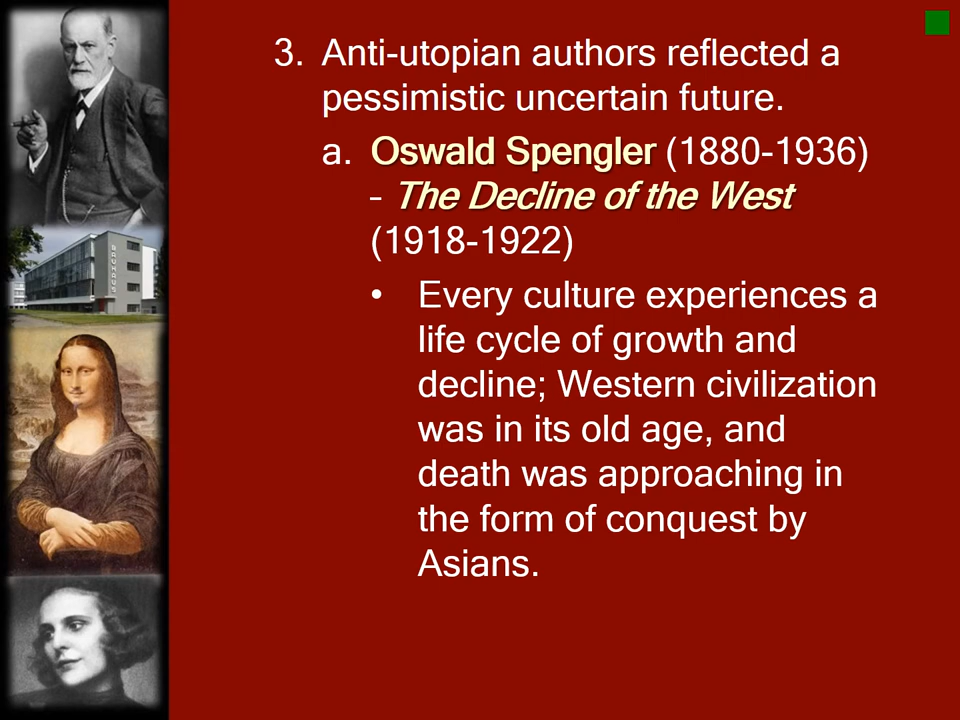 3. Anti-utopian authors reflected a
pessimistic uncertain future.
a. Oswald Spengler (1880-1936)
- The Decline of the West
(1918-1922)
• Every culture experiences a
life cycle of growth and
decline; Western civilization
was in its old age, and
death was approaching in
the form of conquest by
Asians.
BAUHAUS